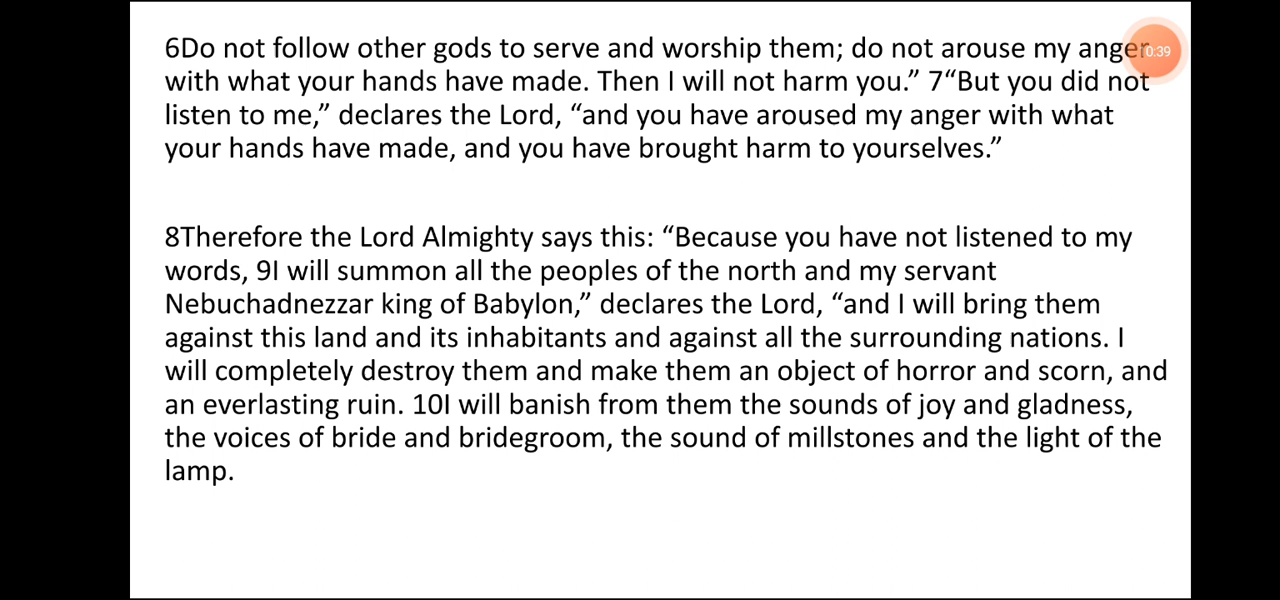 6Do not follow other gods to serve and worship them; do not arouse my anger
with what your hands have made. Then I will not harm you.” 7“But you did not
listen to me,” declares the Lord, “and you have aroused my anger with what
your hands have made, and you have brought harm to yourselves.”
8Therefore the Lord Almighty says this: “Because you have not listened to my
words, 9I will summon all the peoples of the north and my servant
Nebuchadnezzar king of Babylon,” declares the Lord, “and I will bring them
against this land and its inhabitants and against all the surrounding nations. I
will completely destroy them and make them an object of horror and scorn, and
an everlasting ruin. 10I will banish from them the sounds of joy and gladness,
the voices of bride and bridegroom, the sound of millstones and the light of the
lamp.